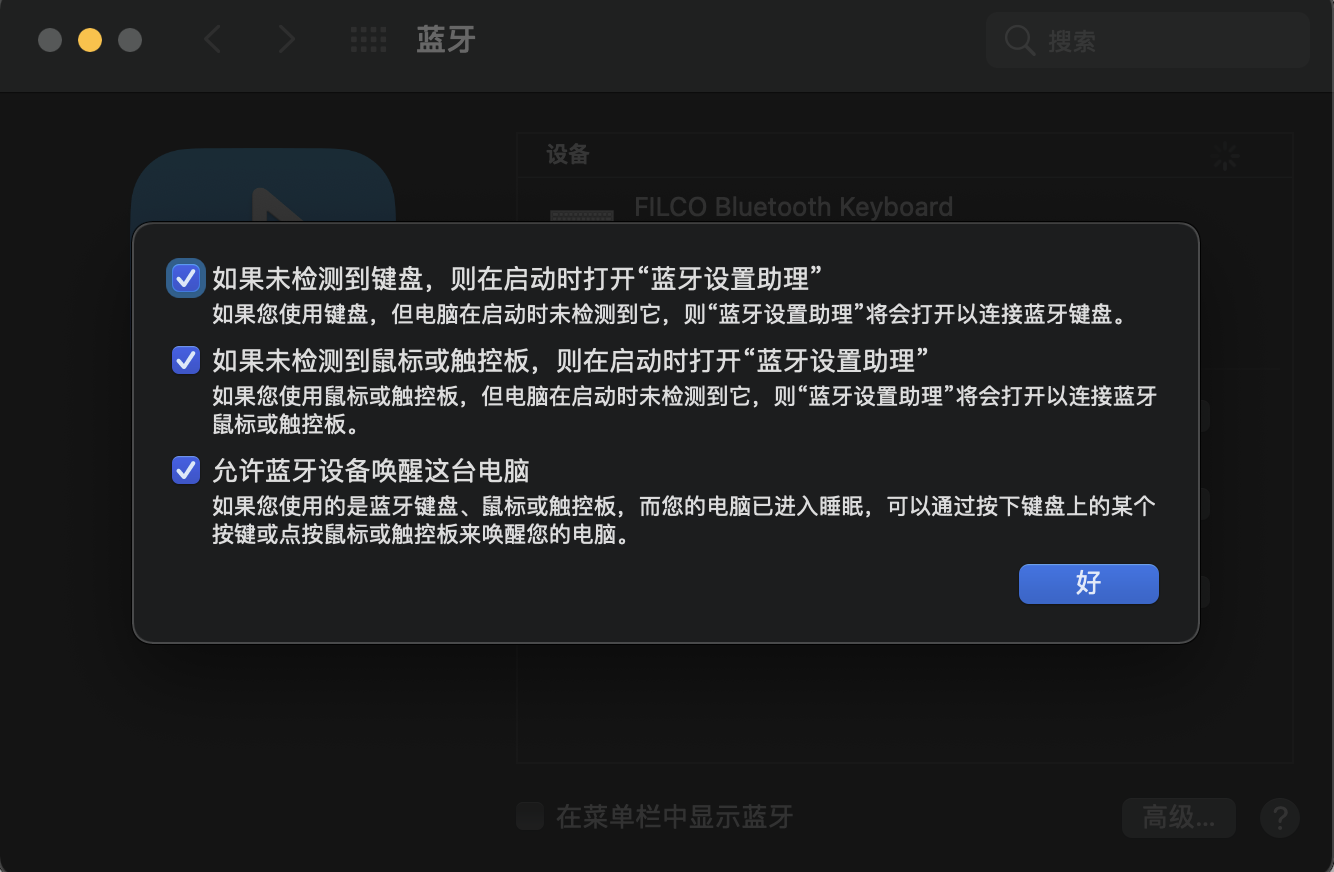 蓝牙
搜索
设备
FILCO Bluetooth Keyboard
如果未检测到键盘，则在启动时打开“蓝牙设置助理”
如果您使用键盘，但电脑在启动时未检测到它，则“蓝牙设置助理”将会打开以连接蓝牙键盘。
如果未检测到鼠标或触控板，则在启动时打开“蓝牙设置助理”
如果您使用鼠标或触控板，但电脑在启动时未检测到它，则“蓝牙设置助理”将会打开以连接蓝牙
鼠标或触控板。
允许蓝牙设备唤醒这台电脑
如果您使用的是蓝牙键盘、鼠标或触控板，而您的电脑已进入睡眠，可以通过按下键盘上的某个
按键或点按鼠标或触控板来唤醒您的电脑。
好
在菜单栏中显示蓝牙
高级...
?